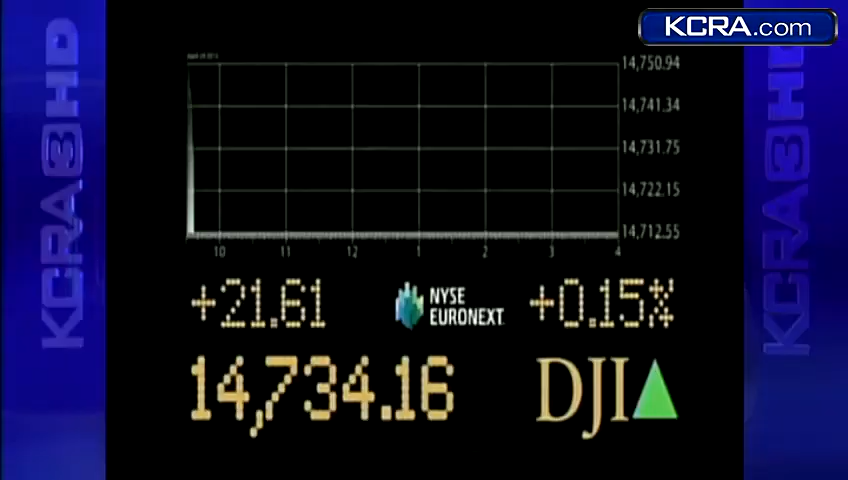 KCRA.com
KCRA 3 HD
KCRA 3 HD
14,750.94
14,741.34
14,731.75
14,722.15
14,712.55
10 11 12 1 2 3 4
+21.61
NYSE
EURONEXT
+0.15%
14,734.16
DJI